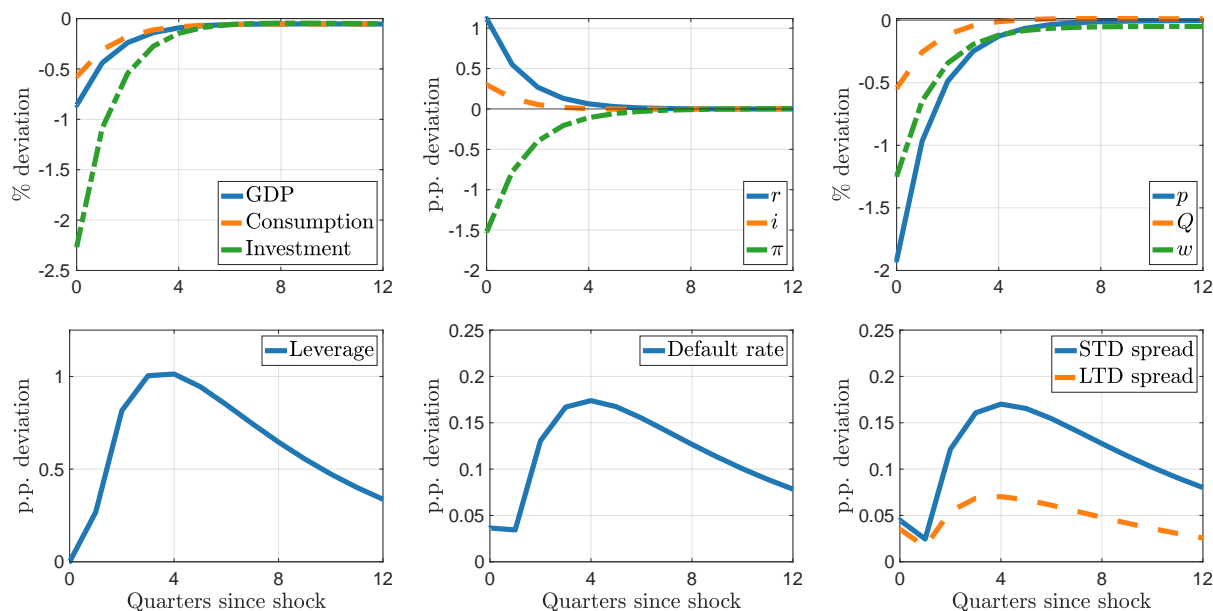 % deviation
0
-0.5
-1
-1.5
-2
-2.5
0 4 8 12
GDP
Consumption
Investment
p.p. deviation
1
0.5
0
-0.5
-1
-1.5
-2
0 4 8 12
r
i
π
% deviation
0
-0.5
-1
-1.5
-2
0 4 8 12
p
Q
w
p.p. deviation
1
0.5
0
0 4 8 12
Quarters since shock
Leverage
p.p. deviation
0.25
0.2
0.15
0.1
0.05
0
0 4 8 12
Quarters since shock
Default rate
p.p. deviation
0.25
0.2
0.15
0.1
0.05
0
0 4 8 12
Quarters since shock
STD spread
LTD spread